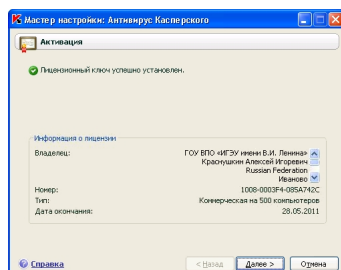 Мастер настройки: Антивирус Касперского
Активация
Лицензионный ключ успешно установлен.
Информация о лицензии
Владелец: ГОУ ВПО «ИГЭУ имени В.И. Ленина»
Краснушкин Алексей Игоревич
Russian Federation
Иваново
Номер: 1008-0003F4-085A742C
Тип: Коммерческая на 500 компьютеров
Дата окончания: 28.05.2011
Справка < Назад Далее > Отмена